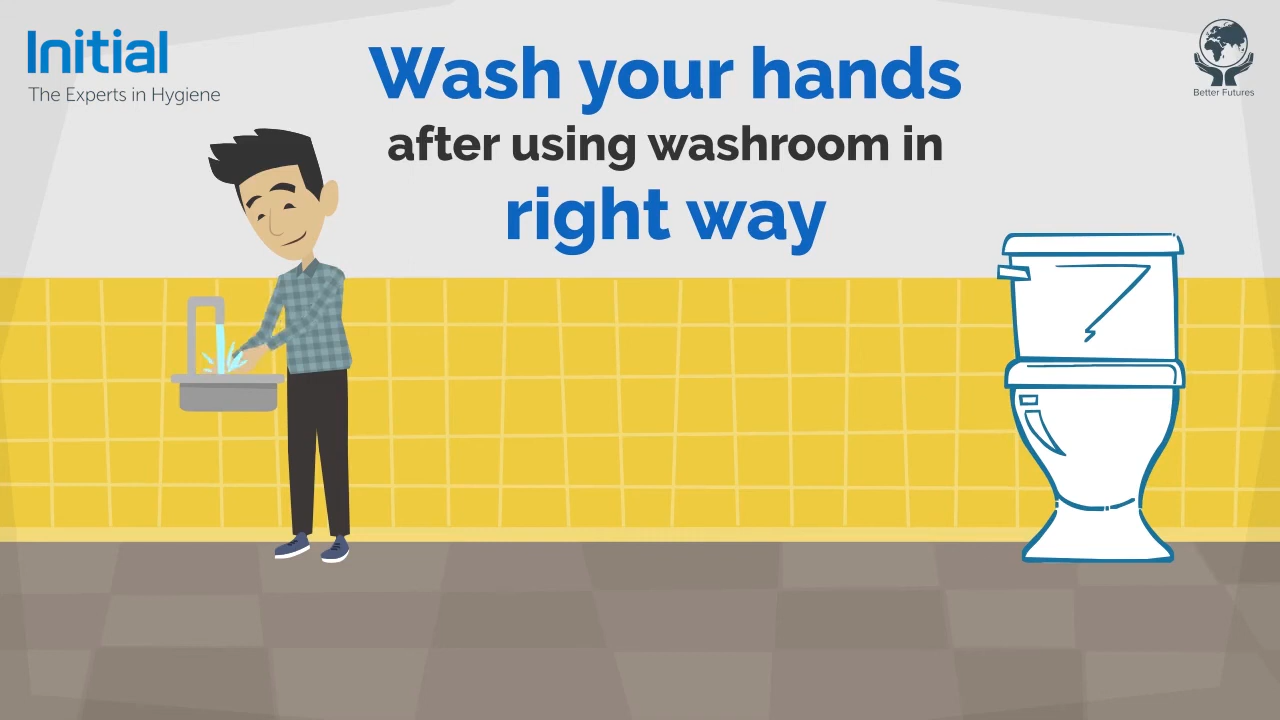 Initial
The Experts in Hygiene
Wash your hands
after using washroom in
right way
Better Futures